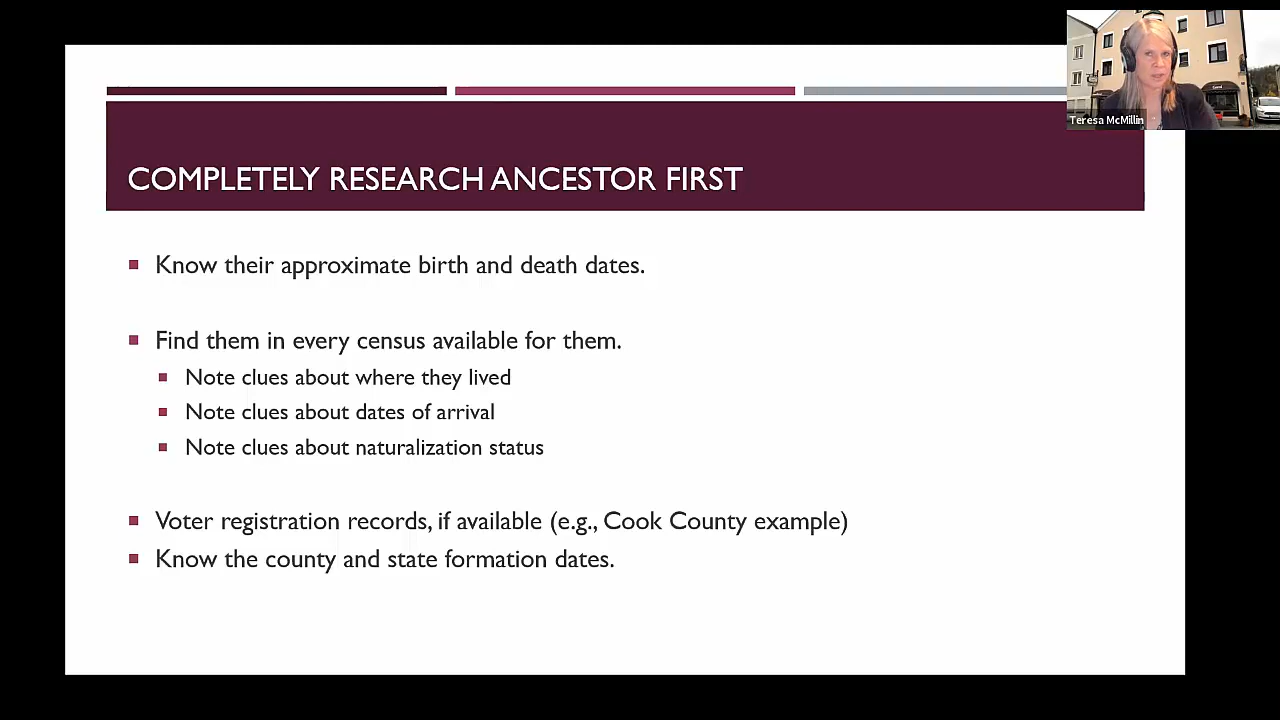 Teresa McMillin
COMPLETELY RESEARCH ANCESTOR FIRST
Know their approximate birth and death dates.
Find them in every census available for them.
Note clues about where they lived
Note clues about dates of arrival
Note clues about naturalization status
Voter registration records, if available (e.g., Cook County example)
Know the county and state formation dates.